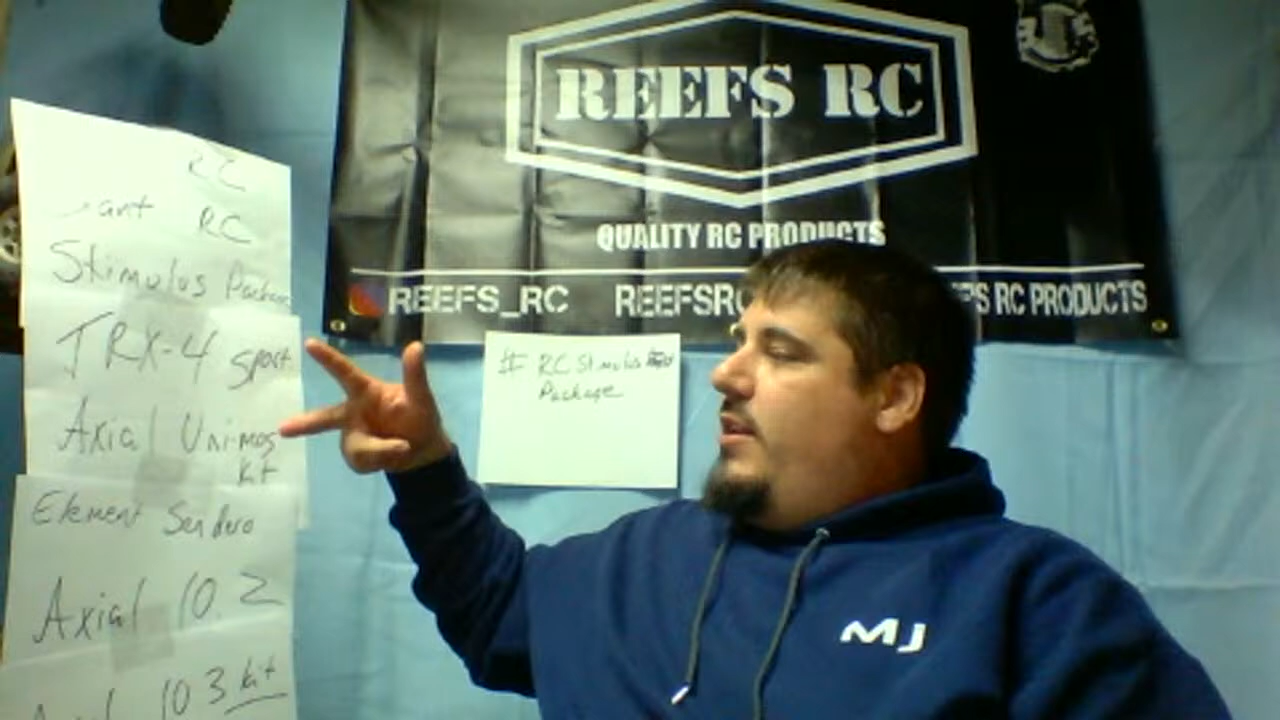 REEFS RC
QUALITY RC PRODUCTS
REEFS_RC REEFSRC RC PRODUCTS
RC
RC
Stimulus Package
TRX-4 Sport
Axial Unimog
kit
Element Sendero
Axial 10.2
10 3 kit
# RC Stimulus
Package
MJ